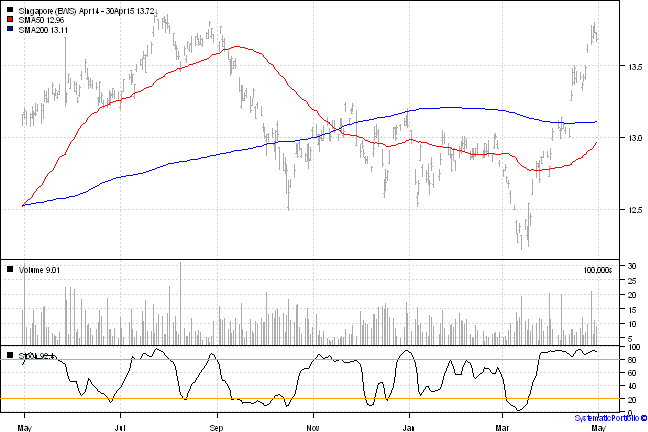 Singapore (EWS) Apr14 - 30Apr15 13.72
SMA50 12.96
SMA200 13.11
13.5
13.0
12.5
Volume 9.01
100,000s
30
25
20
15
10
5
100
80
60
40
20
0
May
Jul
Sep
Nov
Jan
Mar
May
SystematicPortfolio ©